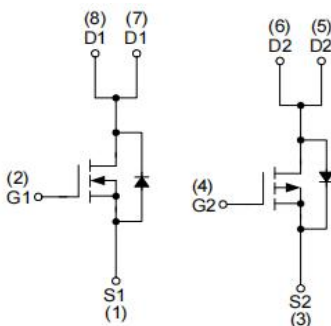 (8) (7)
D1 D1
(6) (5)
D2 D2
(2)
G1
(4)
G2
S1
(1)
S2
(3)